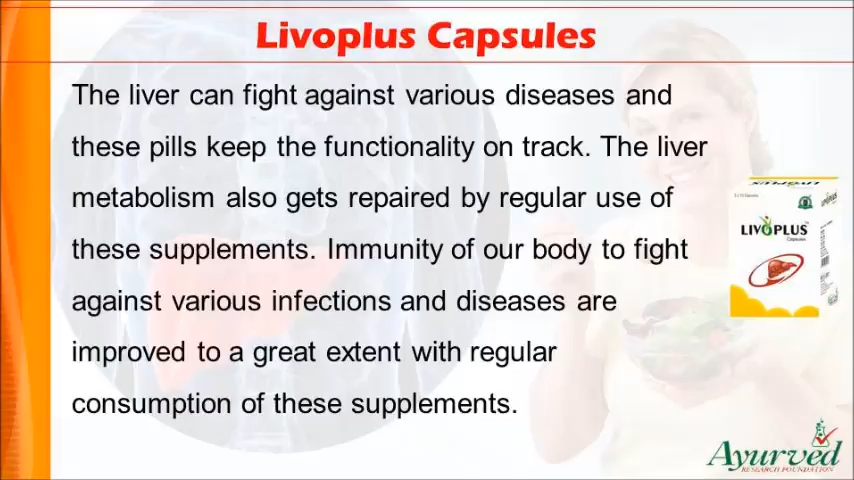 Livoplus Capsules
The liver can fight against various diseases and
these pills keep the functionality on track. The liver
metabolism also gets repaired by regular use of
these supplements. Immunity of our body to fight
against various infections and diseases are
improved to a great extent with regular
consumption of these supplements.
LIVOPLUS
Capsules
Ayurved
RESEARCH FOUNDATION